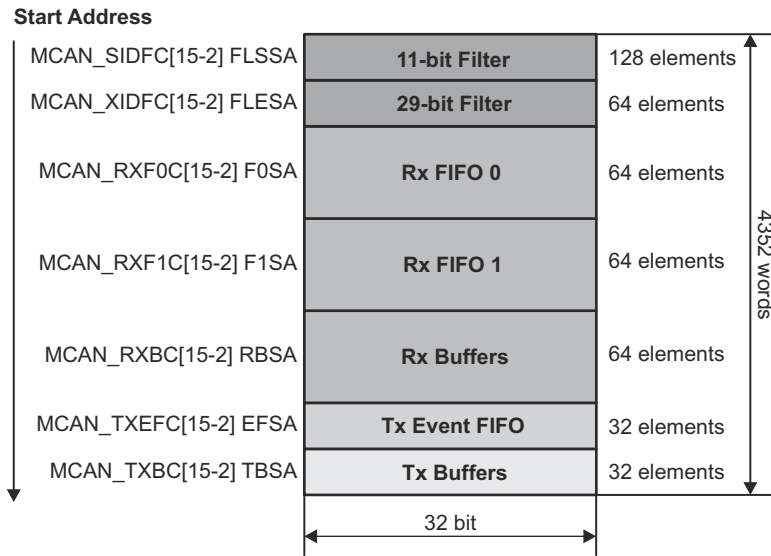 Start Address
MCAN_SIDFC[15-2] FLSSA 11-bit Filter 128 elements
MCAN_XIDFC[15-2] FLESA 29-bit Filter 64 elements
MCAN_RXF0C[15-2] F0SA Rx FIFO 0 64 elements
MCAN_RXF1C[15-2] F1SA Rx FIFO 1 64 elements
4352 words
MCAN_RXBC[15-2] RBSA Rx Buffers 64 elements
MCAN_TXEFC[15-2] EFSA Tx Event FIFO 32 elements
MCAN_TXBC[15-2] TBSA Tx Buffers 32 elements
32 bit